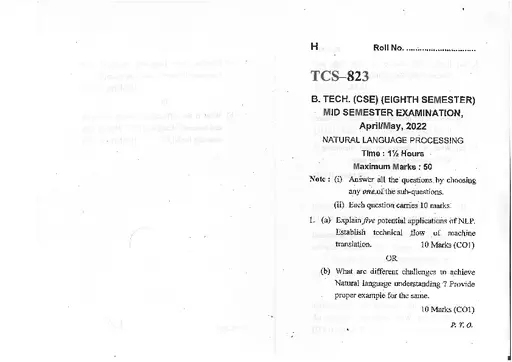 H Roll No. ..............................
TCS–823
B. TECH. (CSE) (EIGHTH SEMESTER)
MID SEMESTER EXAMINATION,
April/May, 2022
NATURAL LANGUAGE PROCESSING
Time : 1½ Hours
Maximum Marks : 50
Note : (i) Answer all the questions by choosing
any one of the sub-questions.
(ii) Each question carries 10 marks.
1. (a) Explain five potential applications of NLP.
Establish technical flow of machine
translation. 10 Marks (CO1)
OR
(b) What are different challenges to achieve
Natural language understanding ? Provide
proper example for the same.
10 Marks (CO1)
P. T. O.